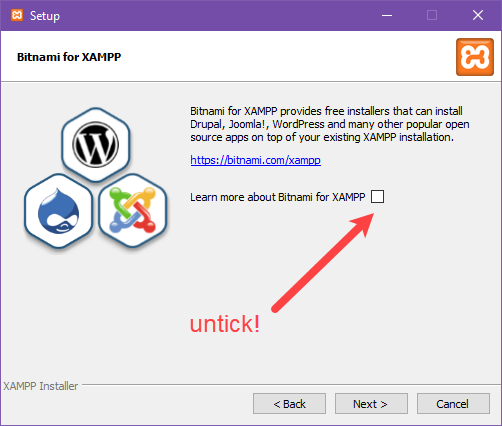 Setup
Bitnami for XAMPP
Bitnami for XAMPP provides free installers that can install
Drupal, Joomla!, WordPress and many other popular open
source apps on top of your existing XAMPP installation.
https://bitnami.com/xampp
Learn more about Bitnami for XAMPP
untick!
XAMPP Installer
< Back
Next >
Cancel